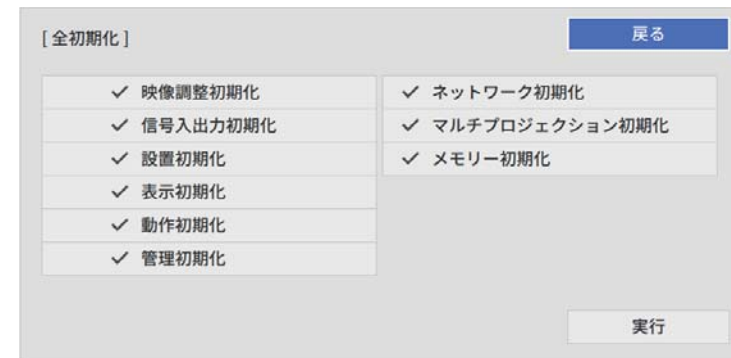 [ 全初期化 ]
戻る
✓ 映像調整初期化
✓ 信号入出力初期化
✓ 設置初期化
✓ 表示初期化
✓ 動作初期化
✓ 管理初期化
✓ ネットワーク初期化
✓ マルチプロジェクション初期化
✓ メモリー初期化
実行